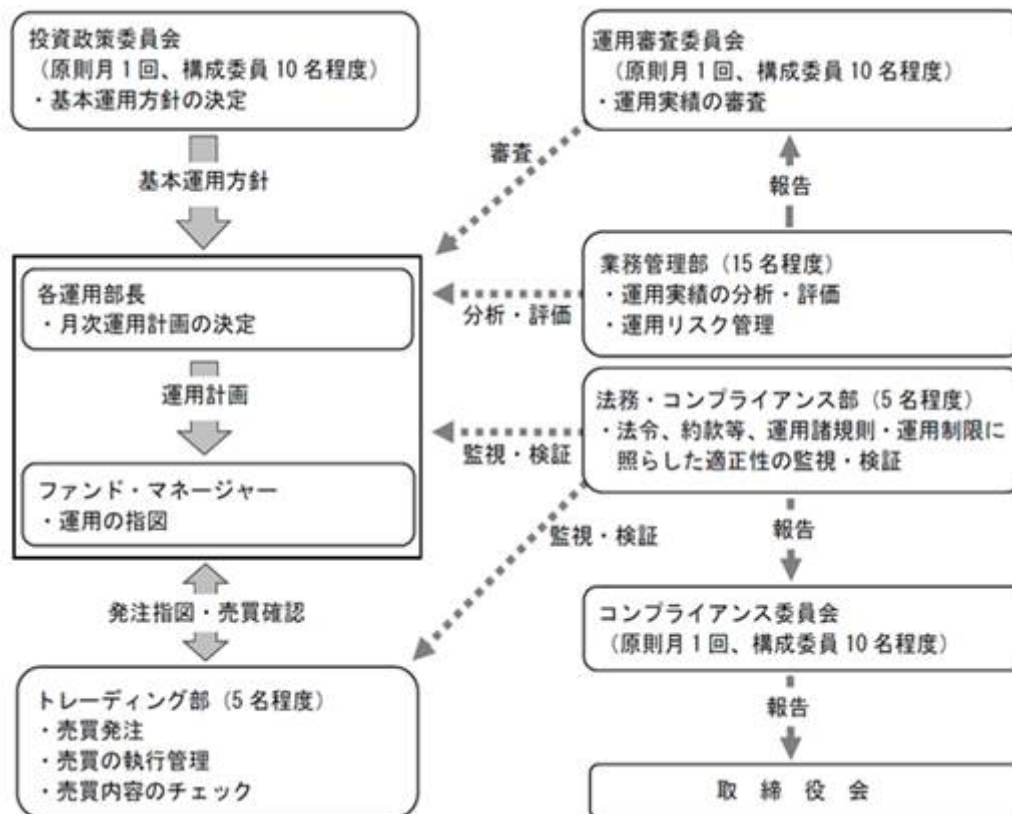 投資政策委員会
(原則月1回、構成委員10名程度)
・基本運用方針の決定
基本運用方針
各運用部長
・月次運用計画の決定
運用計画
ファンド・マネージャー
・運用の指図
発注指図・売買確認
トレーディング部(5名程度)
・売買発注
・売買の執行管理
・売買内容のチェック
運用審査委員会
(原則月1回、構成委員10名程度)
・運用実績の審査
審査
報告
業務管理部(15名程度)
・運用実績の分析・評価
・運用リスク管理
分析・評価
法務・コンプライアンス部(5名程度)
・法令、約款等、運用諸規則・運用制限に
照らした適正性の監視・検証
監視・検証
監視・検証
報告
コンプライアンス委員会
(原則月1回、構成委員10名程度)
報告
取締役会